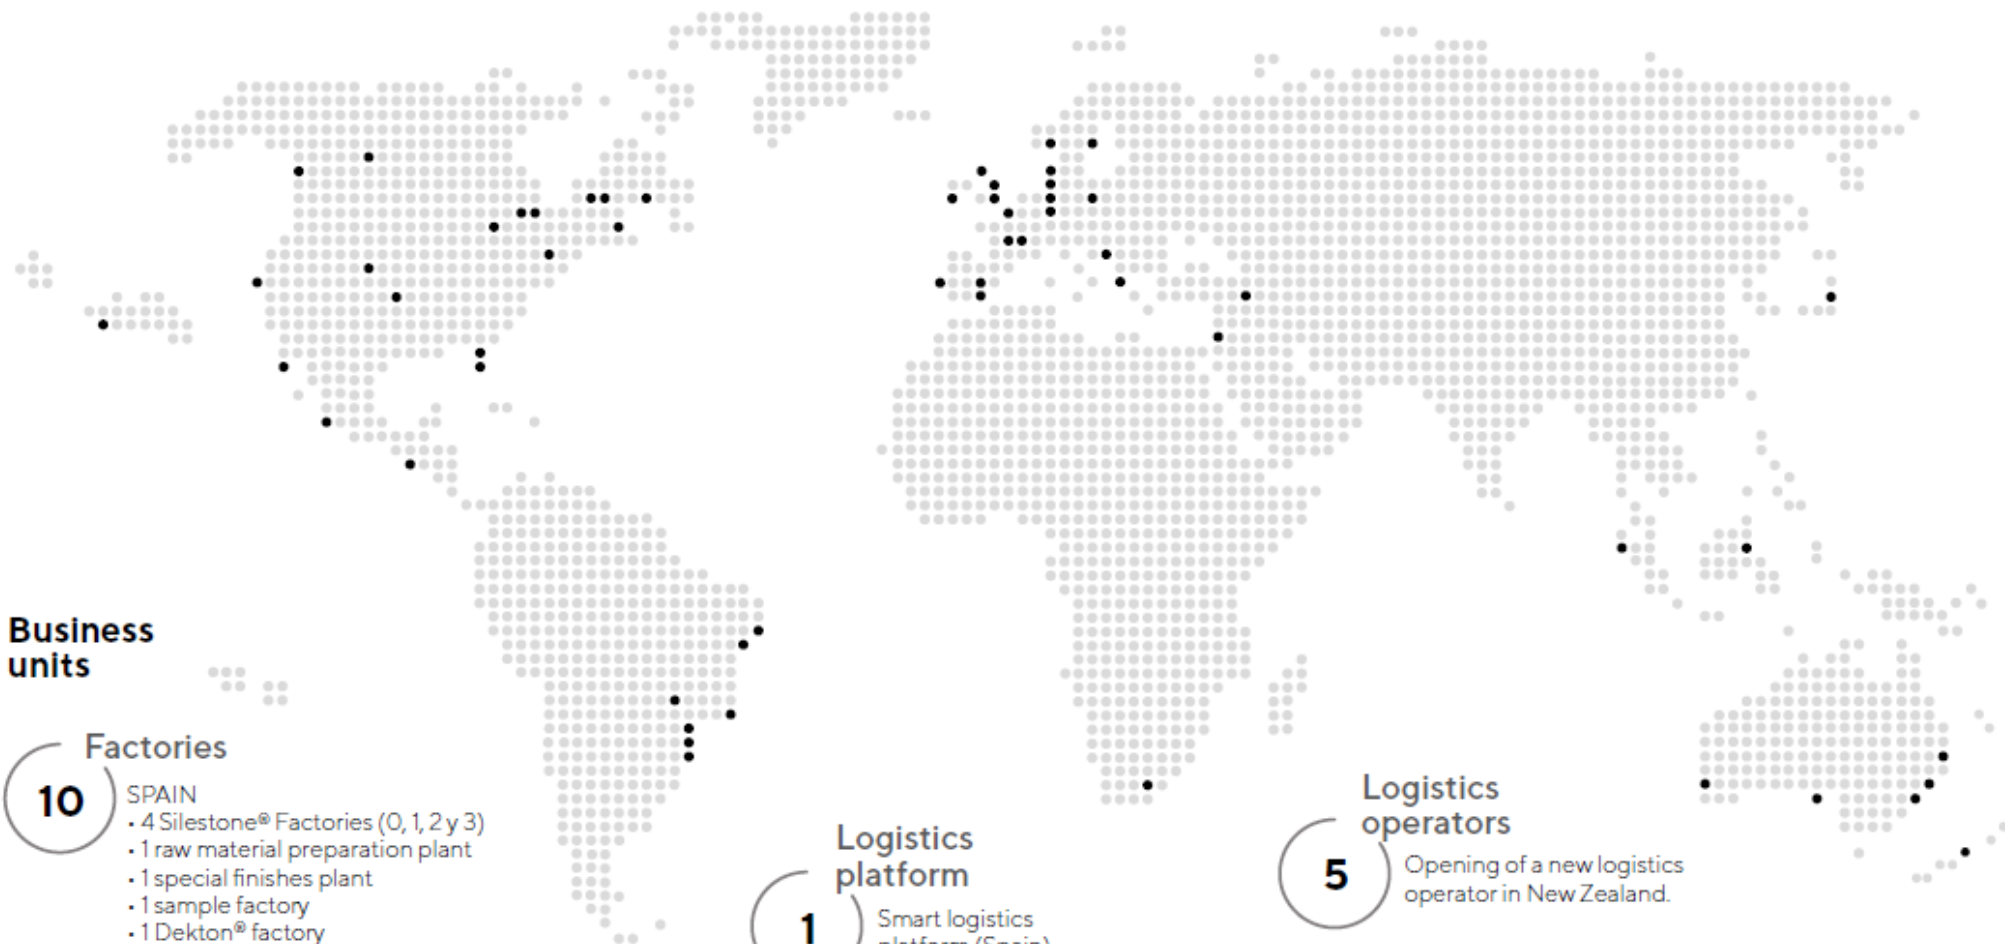 Business
units
Factories
10
SPAIN
• 4 Silestone® Factories (0, 1, 2 y 3)
• 1 raw material preparation plant
• 1 special finishes plant
• 1 sample factory
• 1 Dekton® factory
Logistics
platform
1
Smart logistics
platform (Spain)
Logistics
operators
5
Opening of a new logistics
operator in New Zealand.